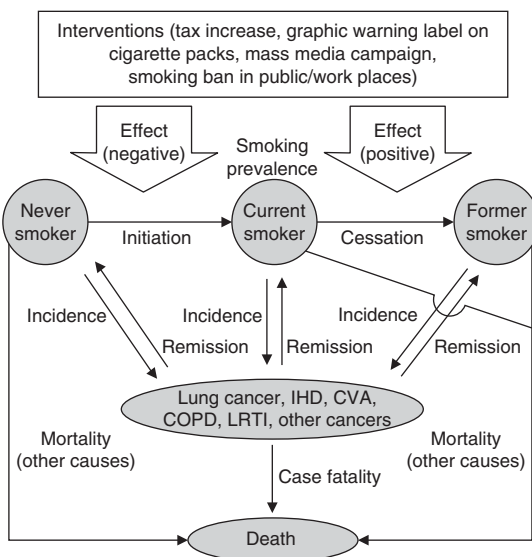 Interventions (tax increase, graphic warning label on
cigarette packs, mass media campaign,
smoking ban in public/work places)
Effect
(negative)
Smoking
prevalence
Effect
(positive)
Never
smoker
Initiation
Current
smoker
Cessation
Former
smoker
Incidence
Remission
Incidence
Remission
Incidence
Remission
Lung cancer, IHD, CVA,
COPD, LRTI, other cancers
Mortality
(other causes)
Mortality
(other causes)
Case fatality
Death